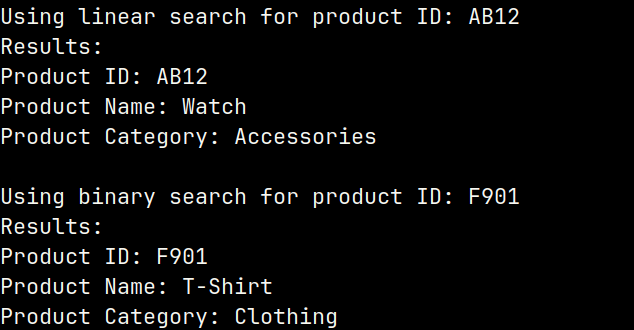 Using linear search for product ID: AB12
Results:
Product ID: AB12
Product Name: Watch
Product Category: Accessories
Using binary search for product ID: F901
Results:
Product ID: F901
Product Name: T-Shirt
Product Category: Clothing